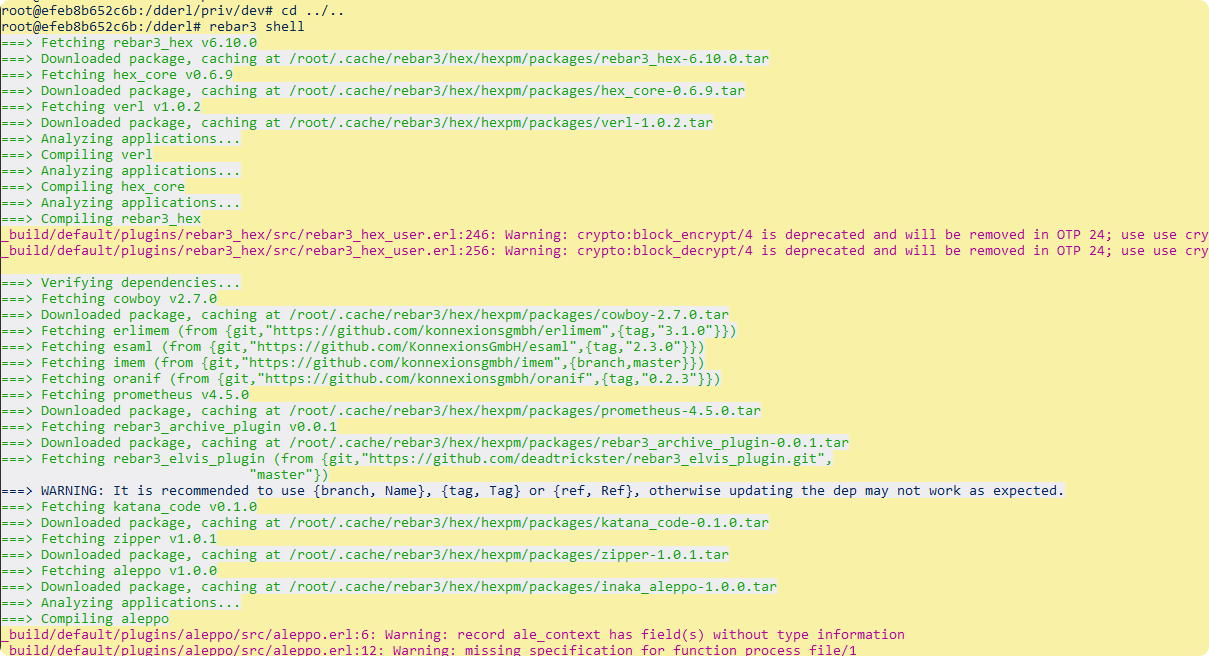 root@efeb8b652c6b:/dderl/priv/dev# cd ../..
root@efeb8b652c6b:/dderl# rebar3 shell
===> Fetching rebar3_hex v6.10.0
===> Downloaded package, caching at /root/.cache/rebar3/hex/hexpm/packages/rebar3_hex-6.10.0.tar
===> Fetching hex_core v0.6.9
===> Downloaded package, caching at /root/.cache/rebar3/hex/hexpm/packages/hex_core-0.6.9.tar
===> Fetching verl v1.0.2
===> Downloaded package, caching at /root/.cache/rebar3/hex/hexpm/packages/verl-1.0.2.tar
===> Analyzing applications...
===> Compiling verl
===> Analyzing applications...
===> Compiling hex_core
===> Analyzing applications...
===> Compiling rebar3_hex
_build/default/plugins/rebar3_hex/src/rebar3_hex_user.erl:246: Warning: crypto:block_encrypt/4 is deprecated and will be removed in OTP 24; use use cry
_build/default/plugins/rebar3_hex/src/rebar3_hex_user.erl:256: Warning: crypto:block_decrypt/4 is deprecated and will be removed in OTP 24; use use cry
===> Verifying dependencies...
===> Fetching cowboy v2.7.0
===> Downloaded package, caching at /root/.cache/rebar3/hex/hexpm/packages/cowboy-2.7.0.tar
===> Fetching erlimem (from {git,"https://github.com/konnexionsgmbh/erlimem",{tag,"3.1.0"}})
===> Fetching esaml (from {git,"https://github.com/KonnexionsGmbH/esaml",{tag,"2.3.0"}})
===> Fetching imem (from {git,"https://github.com/konnexionsgmbh/imem",{branch,master}})
===> Fetching oranif (from {git,"https://github.com/konnexionsgmbh/oranif",{tag,"0.2.3"}})
===> Fetching prometheus v4.5.0
===> Downloaded package, caching at /root/.cache/rebar3/hex/hexpm/packages/prometheus-4.5.0.tar
===> Fetching rebar3_archive_plugin v0.0.1
===> Downloaded package, caching at /root/.cache/rebar3/hex/hexpm/packages/rebar3_archive_plugin-0.0.1.tar
===> Fetching rebar3_elvis_plugin (from {git,"https://github.com/deadtrickster/rebar3_elvis_plugin.git",
"master"})
===> WARNING: It is recommended to use {branch, Name}, {tag, Tag} or {ref, Ref}, otherwise updating the dep may not work as expected.
===> Fetching katana_code v0.1.0
===> Downloaded package, caching at /root/.cache/rebar3/hex/hexpm/packages/katana_code-0.1.0.tar
===> Fetching zipper v1.0.1
===> Downloaded package, caching at /root/.cache/rebar3/hex/hexpm/packages/zipper-1.0.1.tar
===> Fetching aleppo v1.0.0
===> Downloaded package, caching at /root/.cache/rebar3/hex/hexpm/packages/inaka_aleppo-1.0.0.tar
===> Analyzing applications...
===> Compiling aleppo
_build/default/plugins/aleppo/src/aleppo.erl:6: Warning: record ale_context has field(s) without type information
_build/default/plugins/aleppo/src/aleppo.erl:12: Warning: missing specification for function process_file/1